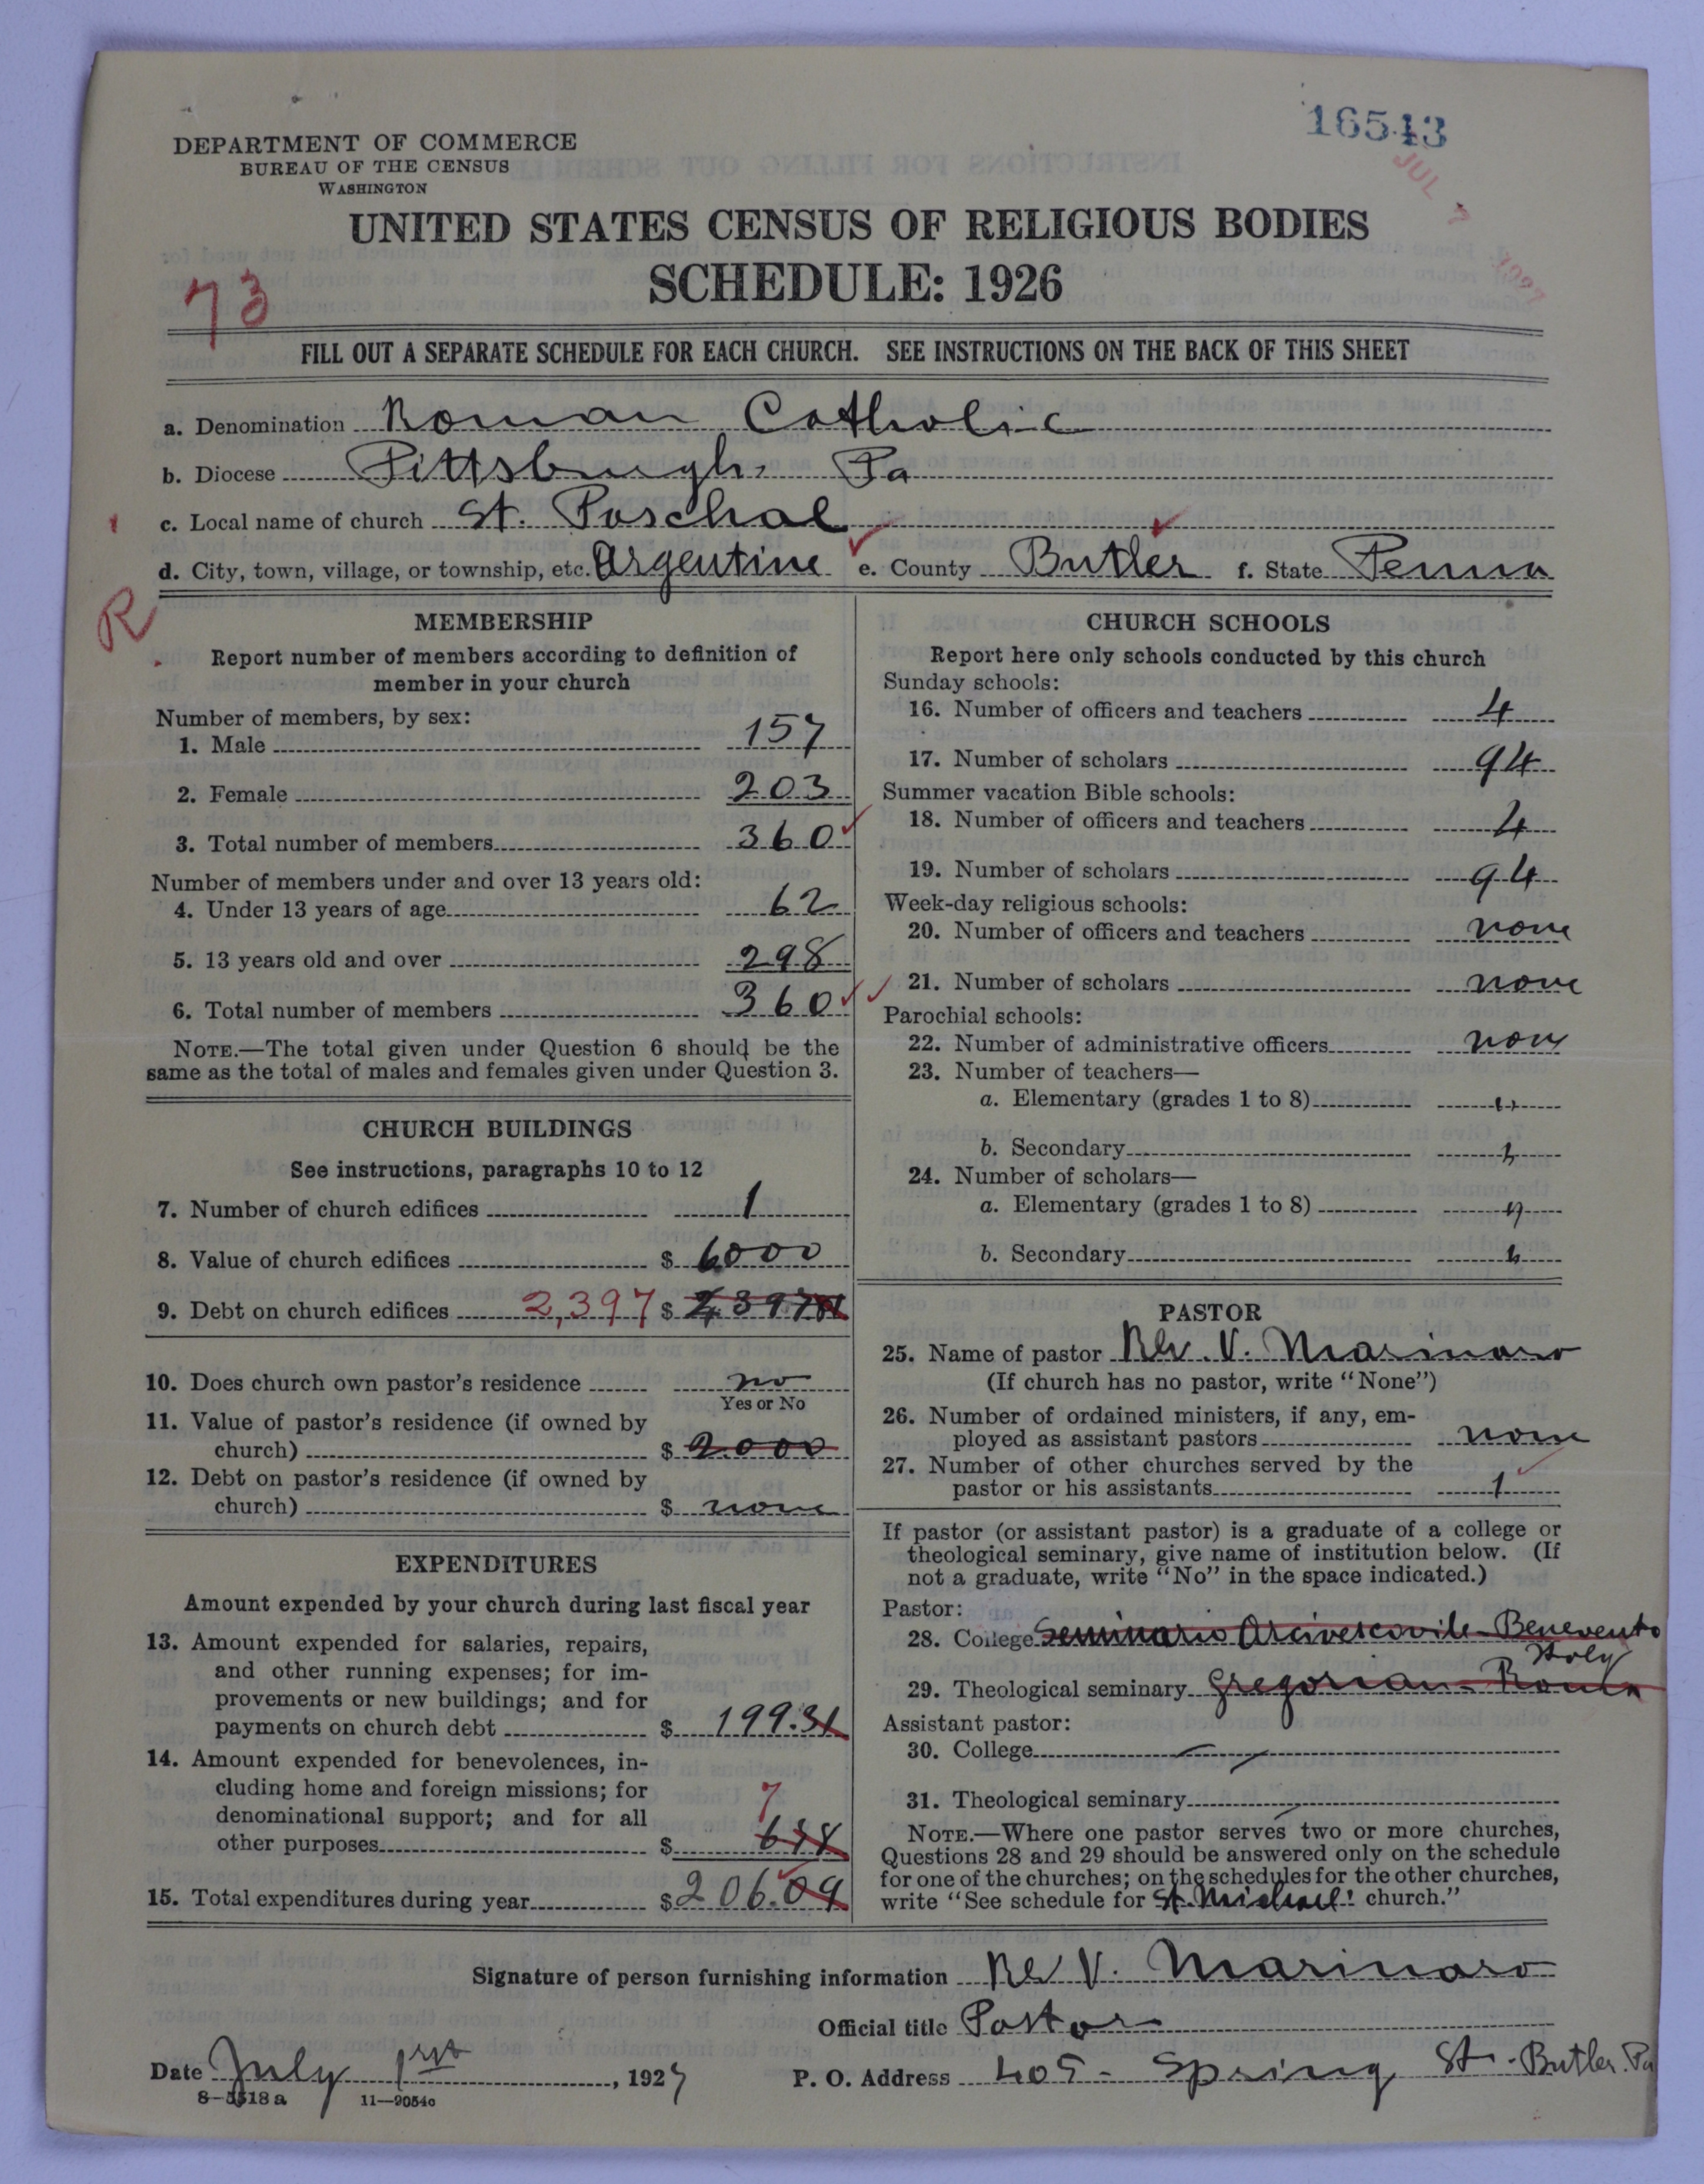 16543
JUL 7 1927
DEPARTMENT OF COMMERCE
BUREAU OF THE CENSUS
WASHINGTON
UNITED STATES CENSUS OF RELIGIOUS BODIES
SCHEDULE: 1926
73
FILL OUT A SEPARATE SCHEDULE FOR EACH CHURCH. SEE INSTRUCTIONS ON THE BACK OF THIS SHEET
a. Denomination Roman Catholic
b. Diocese Pittsburgh, Pa
c. Local name of church St. Paschal
d. City, town, village, or township, etc. Argentine e. County Butler f. State Penna
R
MEMBERSHIP
Report number of members according to definition of
member in your church
Number of members, by sex:
1. Male 157
2. Female 203
3. Total number of members 360
Number of members under and over 13 years old:
4. Under 13 years of age 62
5. 13 years old and over 298
6. Total number of members 360
NOTE.—The total given under Question 6 should be the
same as the total of males and females given under Question 3.
CHURCH BUILDINGS
See instructions, paragraphs 10 to 12
7. Number of church edifices 1
8. Value of church edifices $ 6000
9. Debt on church edifices 2,397 $
10. Does church own pastor's residence no
Yes or No
11. Value of pastor's residence (if owned by
church) $ 2000
12. Debt on pastor's residence (if owned by
church) $ none
EXPENDITURES
Amount expended by your church during last fiscal year
13. Amount expended for salaries, repairs,
and other running expenses; for im-
provements or new buildings; and for
payments on church debt $ 199.31
14. Amount expended for benevolences, in-
cluding home and foreign missions; for
denominational support; and for all 7
other purposes $
15. Total expenditures during year $ 206.09
CHURCH SCHOOLS
Report here only schools conducted by this church
Sunday schools:
16. Number of officers and teachers 4
17. Number of scholars 94
Summer vacation Bible schools:
18. Number of officers and teachers 4
19. Number of scholars 94
Week-day religious schools:
20. Number of officers and teachers none
21. Number of scholars none
Parochial schools:
22. Number of administrative officers none
23. Number of teachers—
a. Elementary (grades 1 to 8)
b. Secondary
24. Number of scholars—
a. Elementary (grades 1 to 8)
b. Secondary
PASTOR
25. Name of pastor Rev. V. Marinaro
(If church has no pastor, write "None")
26. Number of ordained ministers, if any, em-
ployed as assistant pastors none
27. Number of other churches served by the
pastor or his assistants 1
If pastor (or assistant pastor) is a graduate of a college or
theological seminary, give name of institution below. (If
not a graduate, write "No" in the space indicated.)
Pastor:
28. College Seminario Arcivescovile - Benevento
Italy
29. Theological seminary Gregorian - Roma
Assistant pastor:
30. College
31. Theological seminary
NOTE.—Where one pastor serves two or more churches,
Questions 28 and 29 should be answered only on the schedule
for one of the churches; on the schedules for the other churches,
write "See schedule for St. Michael church."
Signature of person furnishing information Rev V. Marinaro
Official title Pastor
Date July 1rst, 1927 P. O. Address 405 - Spring St - Butler. Pa
8—5518 a 11—9054c